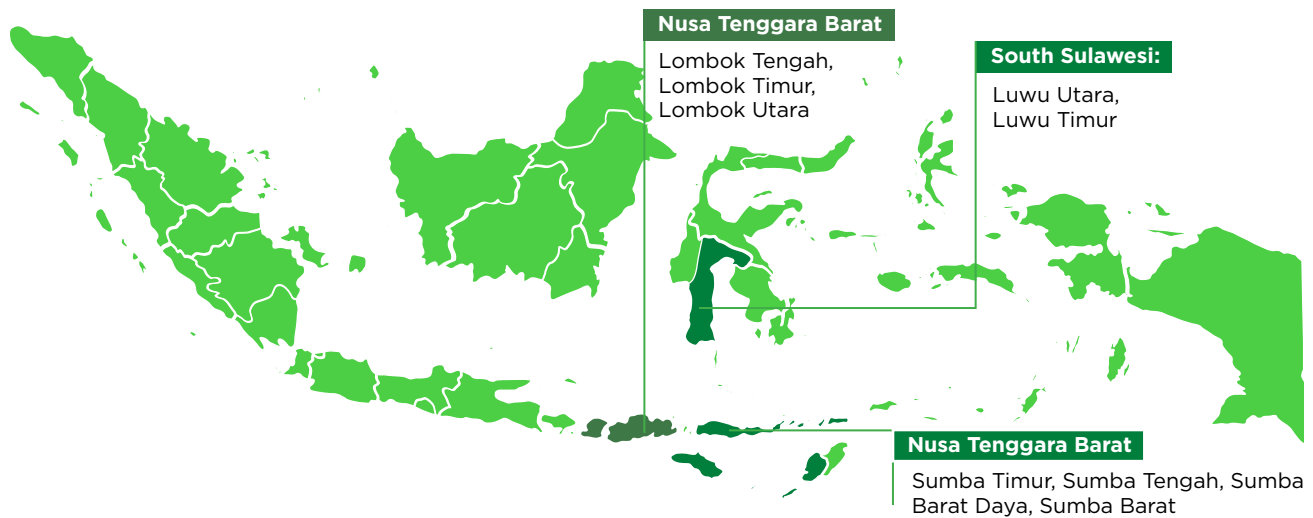 Nusa Tenggara Barat
Lombok Tengah,
Lombok Timur,
Lombok Utara
South Sulawesi:
Luwu Utara,
Luwu Timur
Nusa Tenggara Barat
Sumba Timur, Sumba Tengah, Sumba
Barat Daya, Sumba Barat